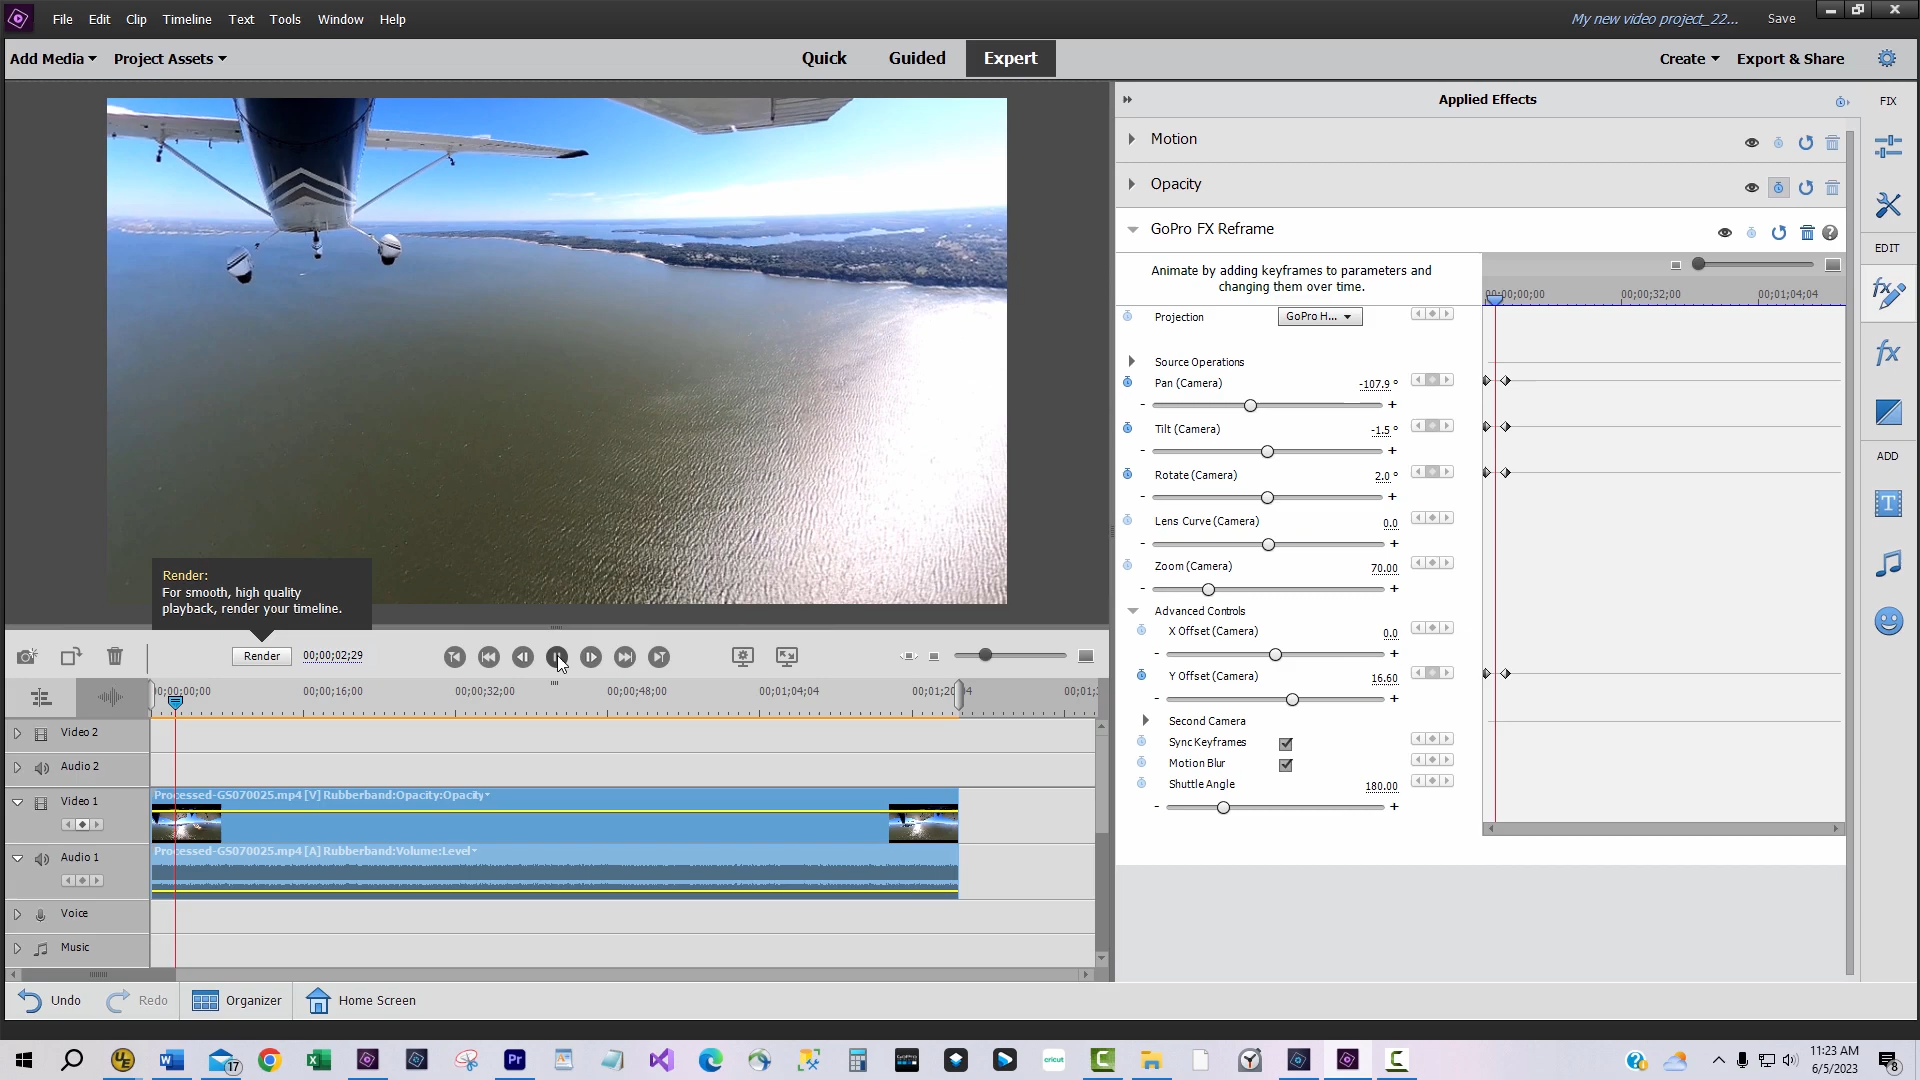 File Edit Clip Timeline Text Tools Window Help
My new video project_22... Save
Add Media Project Assets
Quick Guided Expert
Create Export & Share
Applied Effects
FIX
Motion
Opacity
GoPro FX Reframe
EDIT
Animate by adding keyframes to parameters and
changing them over time.
00;00;00;00 00;00;32;00 00;01;04;04
Projection GoPro H...
Source Operations
Pan (Camera) -107.9 °
- +
Tilt (Camera) -1.5 °
- +
ADD
Rotate (Camera) 2.0 °
- +
Lens Curve (Camera) 0.0
- +
Zoom (Camera) 70.00
- +
Advanced Controls
X Offset (Camera) 0.0
- +
Y Offset (Camera) 16.60
- +
Second Camera
Sync Keyframes
Motion Blur
Shuttle Angle 180.00
- +
Render:
For smooth, high quality
playback, render your timeline.
Render 00;00;02;29
00;00;16;00 00;00;32;00 00;00;48;00 00;01;04;04
Video 2
Audio 2
Video 1
Processed-GS070025.mp4 [V] Rubberband:Opacity:Opacity
Audio 1
Processed-GS070025.mp4 [A] Rubberband:Volume:Level
Voice
Music
Undo Redo Organizer Home Screen
17
11:23 AM
6/5/2023
8